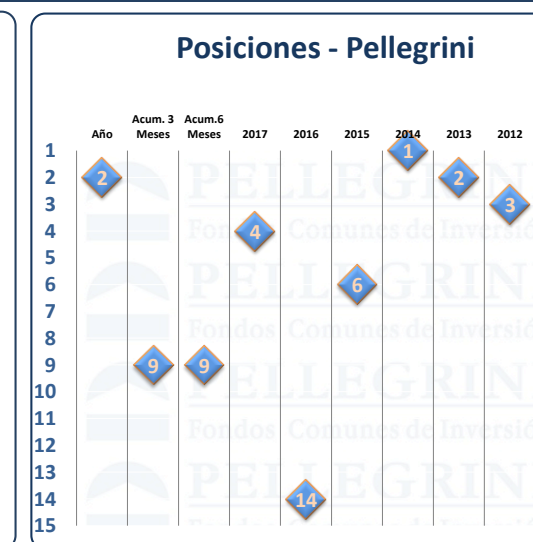 Posiciones - Pellegrini
Año Acum. 3 Meses Acum.6 Meses 2017 2016 2015 2014 2013 2012
1
2
3
4
5
6
7
8
9
10
11
12
13
14
15
2
9
9
4
14
6
1
2
3
PELLEGRIN
Fondos Comunes de Inversió
PELLEGRIN
Fondos Comunes de Inversió
PELLEGRIN
Fondos Comunes de Inversió
PELLEGRIN